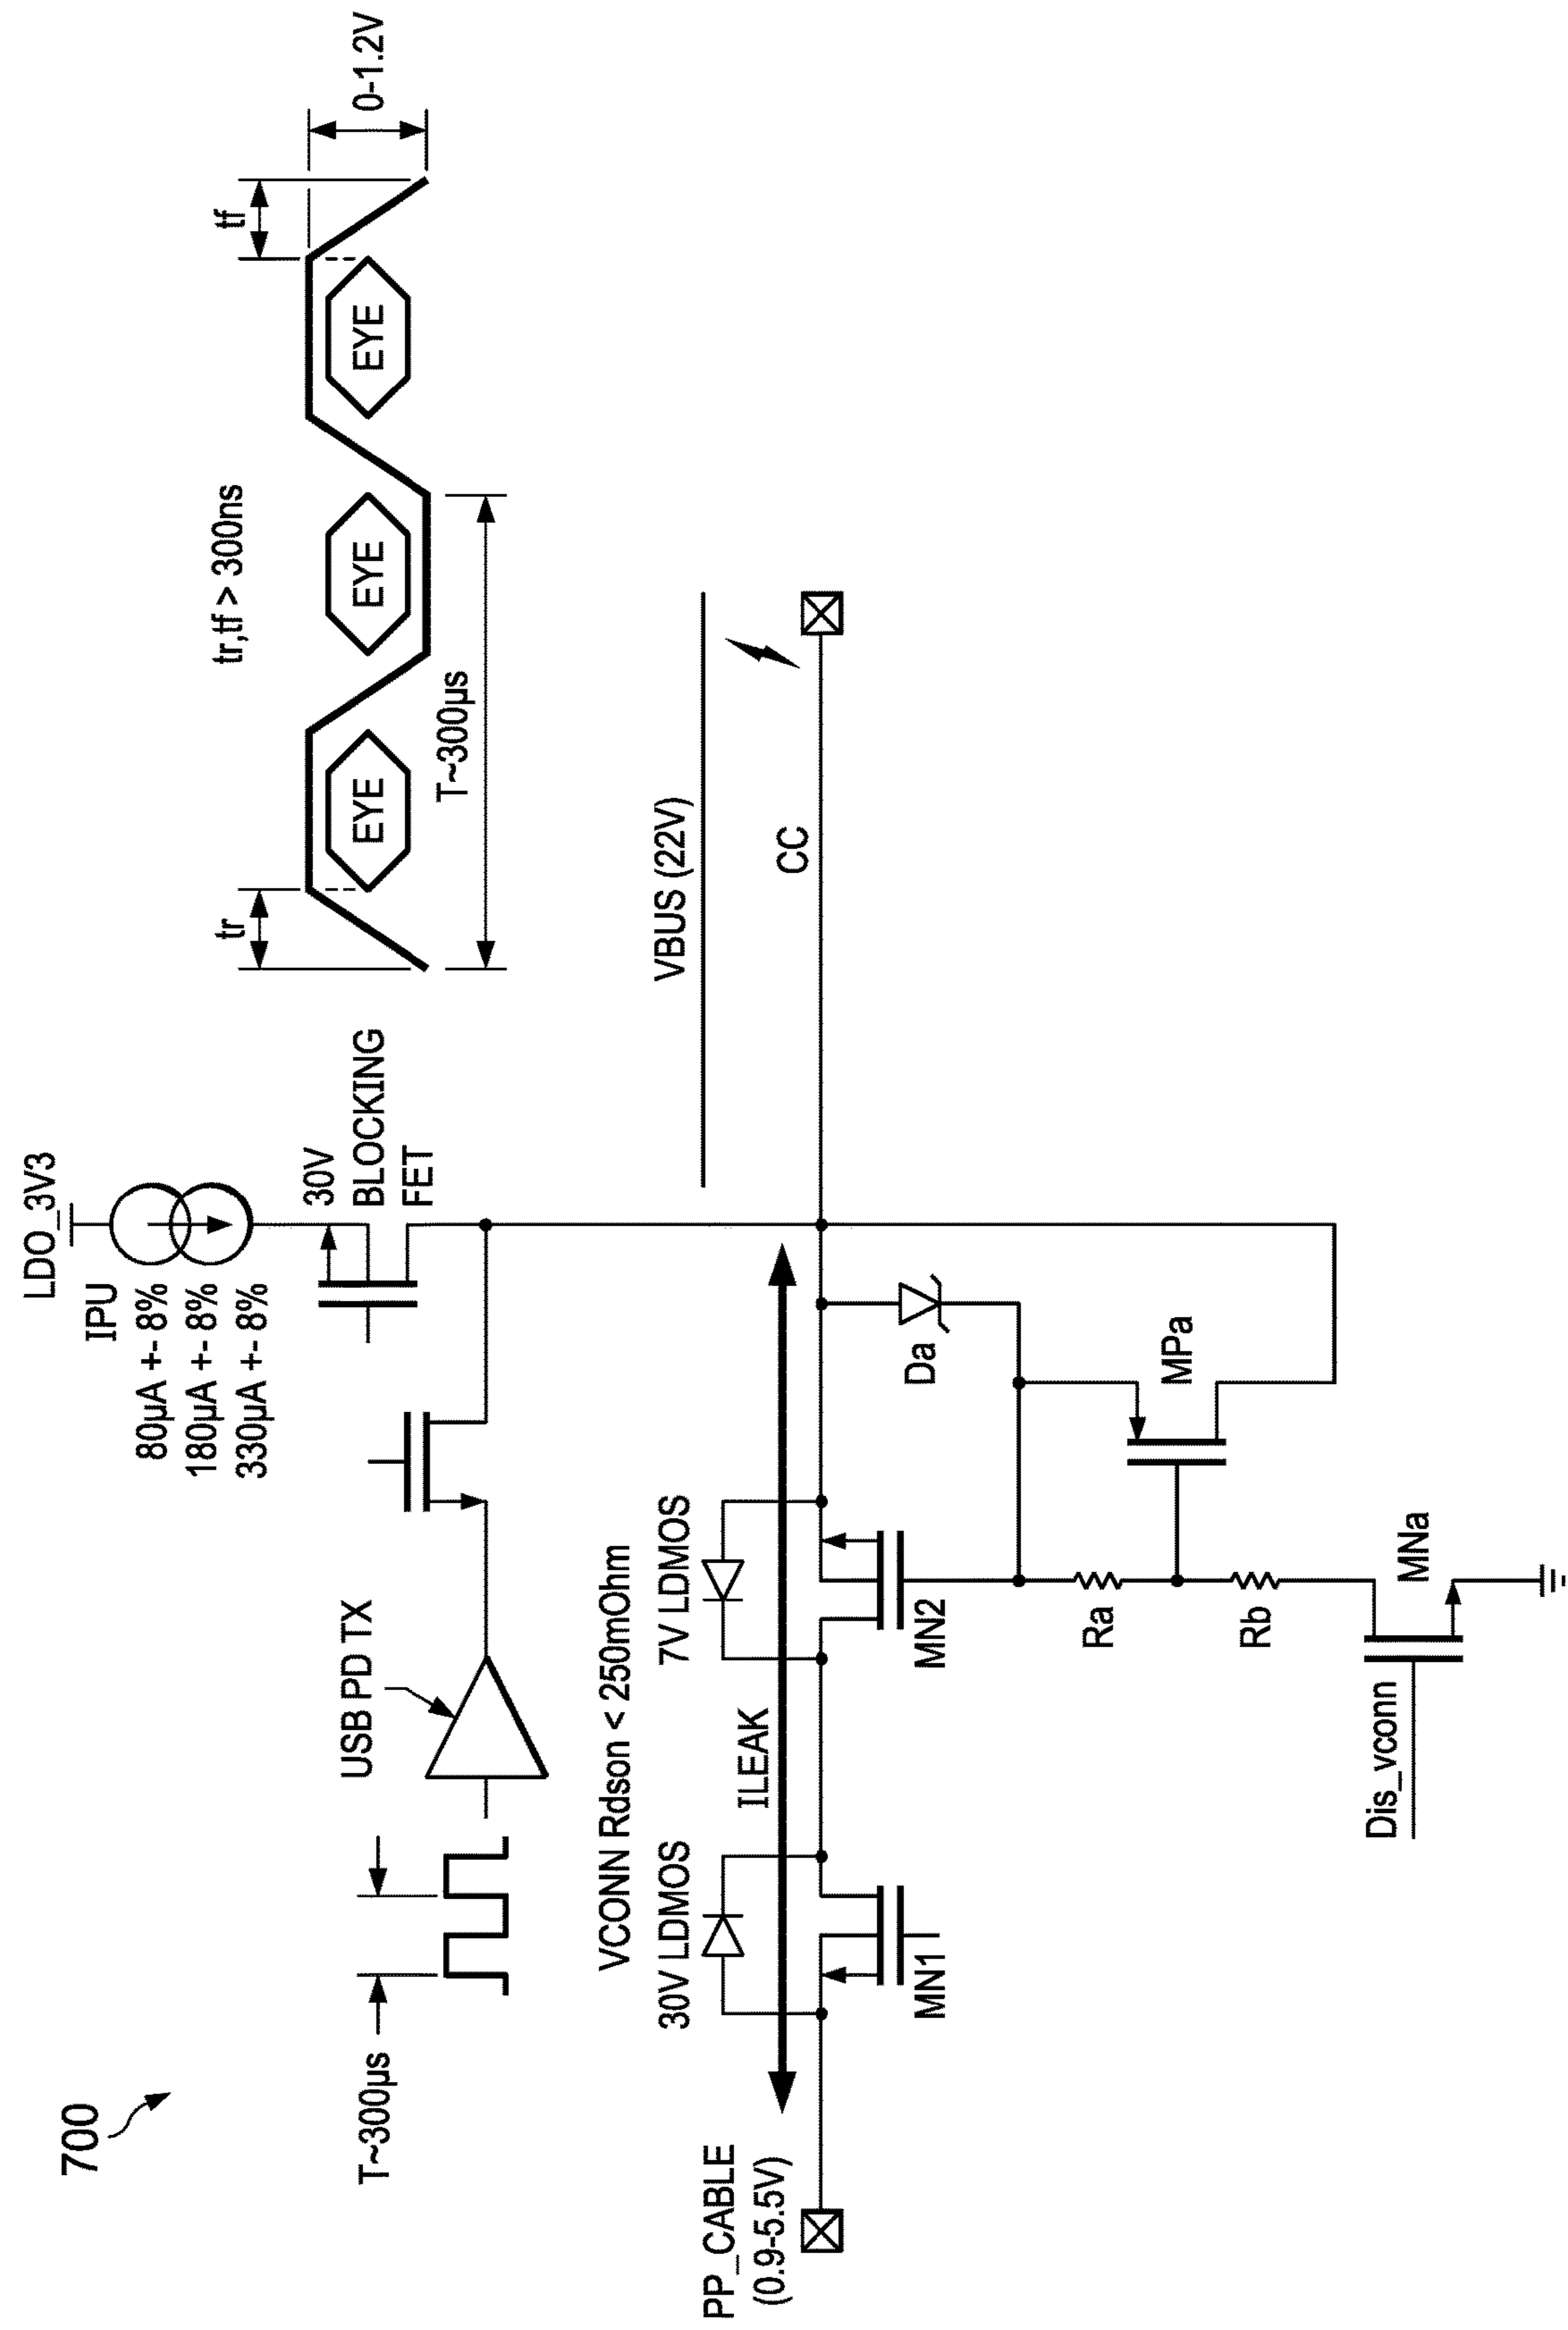 700
LDO_3V3
IPU
80µA +- 8%
180µA +- 8%
330µA +- 8%
30V
BLOCKING
FET
tr
tf
tr,tf > 300ns
0-1.2V
EYE
EYE
EYE
T~300µs
T~300µs
USB PD TX
VCONN Rdson < 250mOhm
30V LDMOS
7V LDMOS
VBUS (22V)
PP_CABLE
(0.9-5.5V)
ILEAK
CC
MN1
MN2
Da
Ra
MPa
Rb
Dis_vconn
MNa